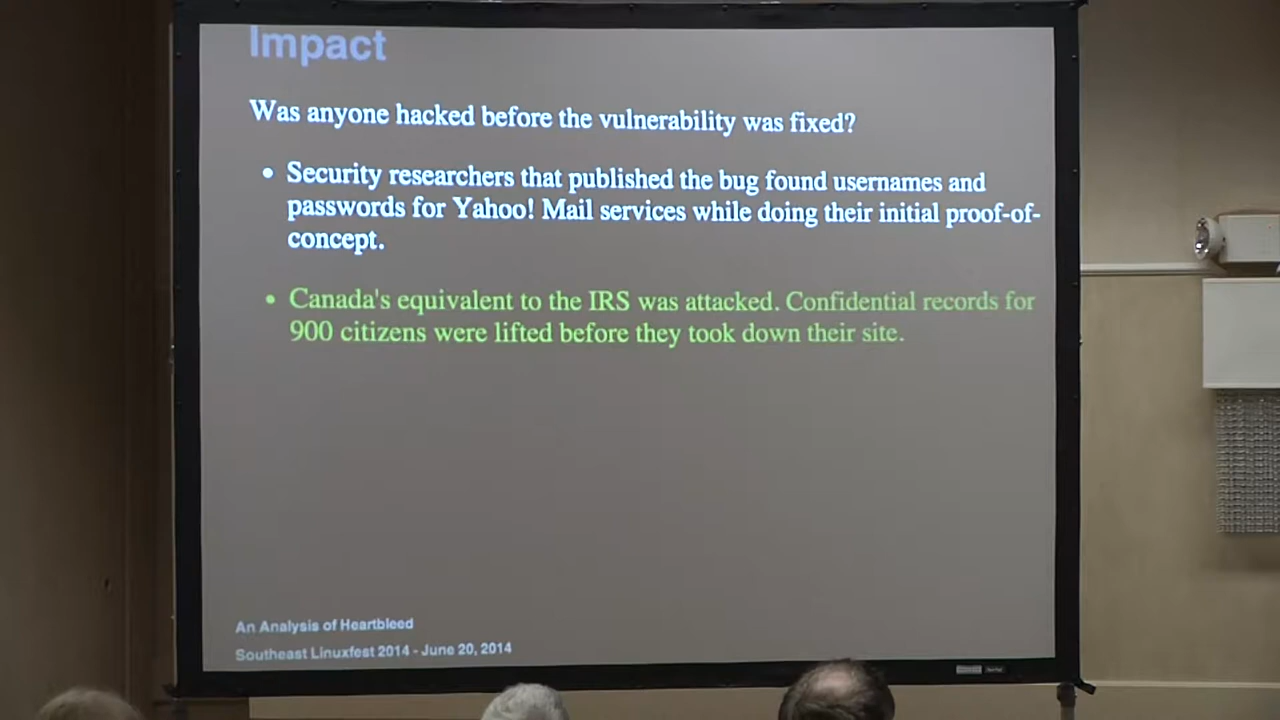 Impact
Was anyone hacked before the vulnerability was fixed?
• Security researchers that published the bug found usernames and
passwords for Yahoo! Mail services while doing their initial proof-of-
concept.
• Canada's equivalent to the IRS was attacked. Confidential records for
900 citizens were lifted before they took down their site.
An Analysis of Heartbleed
Southeast Linuxfest 2014 - June 20, 2014